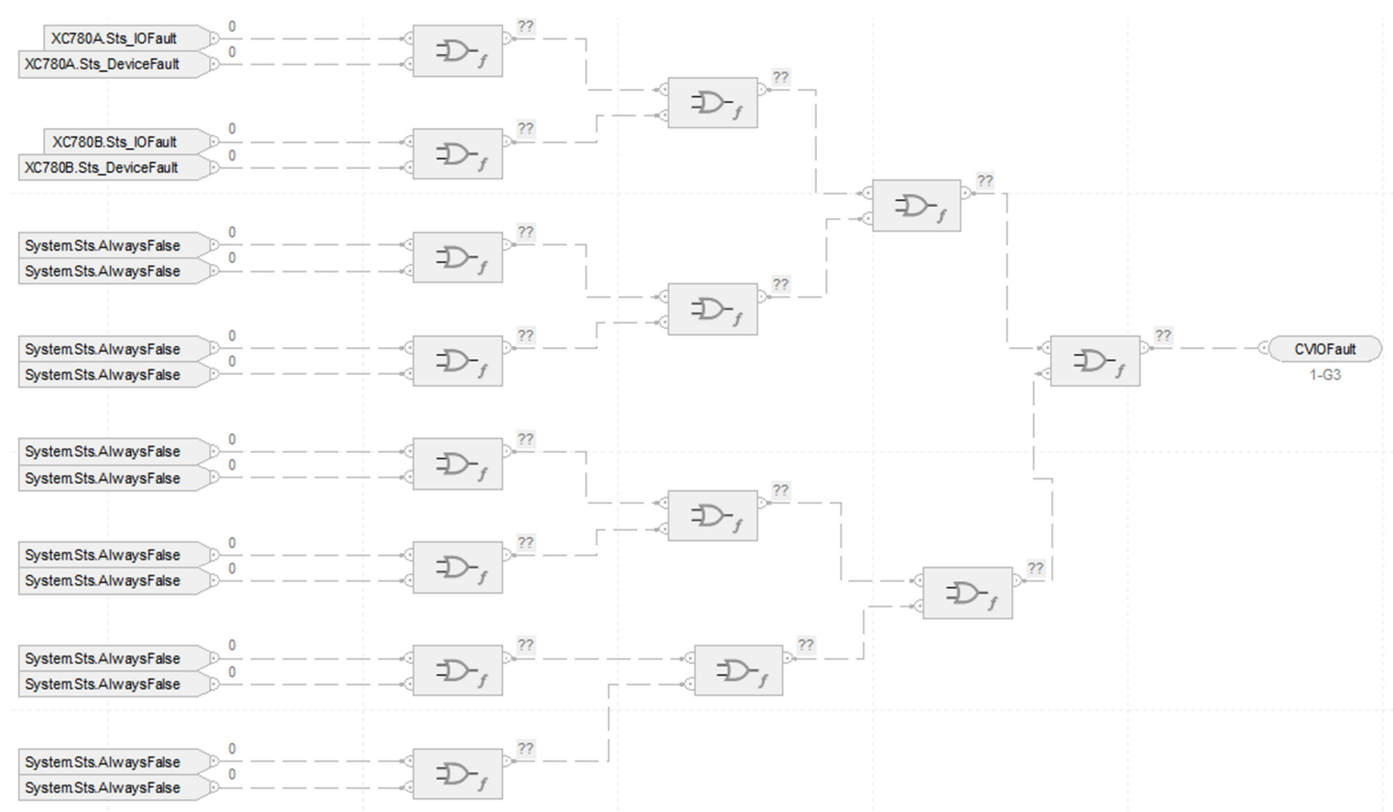 0
XC780A.Sts_IOFault
??
0
XC780A.Sts_DeviceFault
??
0
XC780B.Sts_IOFault
??
0
XC780B.Sts_DeviceFault
??
0
System.Sts.AlwaysFalse
??
0
System.Sts.AlwaysFalse
??
0
System.Sts.AlwaysFalse
??
0
System.Sts.AlwaysFalse
??
CVIOFault
1-G3
0
System.Sts.AlwaysFalse
??
0
System.Sts.AlwaysFalse
??
0
System.Sts.AlwaysFalse
??
0
System.Sts.AlwaysFalse
??
0
System.Sts.AlwaysFalse
??
??
0
System.Sts.AlwaysFalse
0
System.Sts.AlwaysFalse
??
0
System.Sts.AlwaysFalse